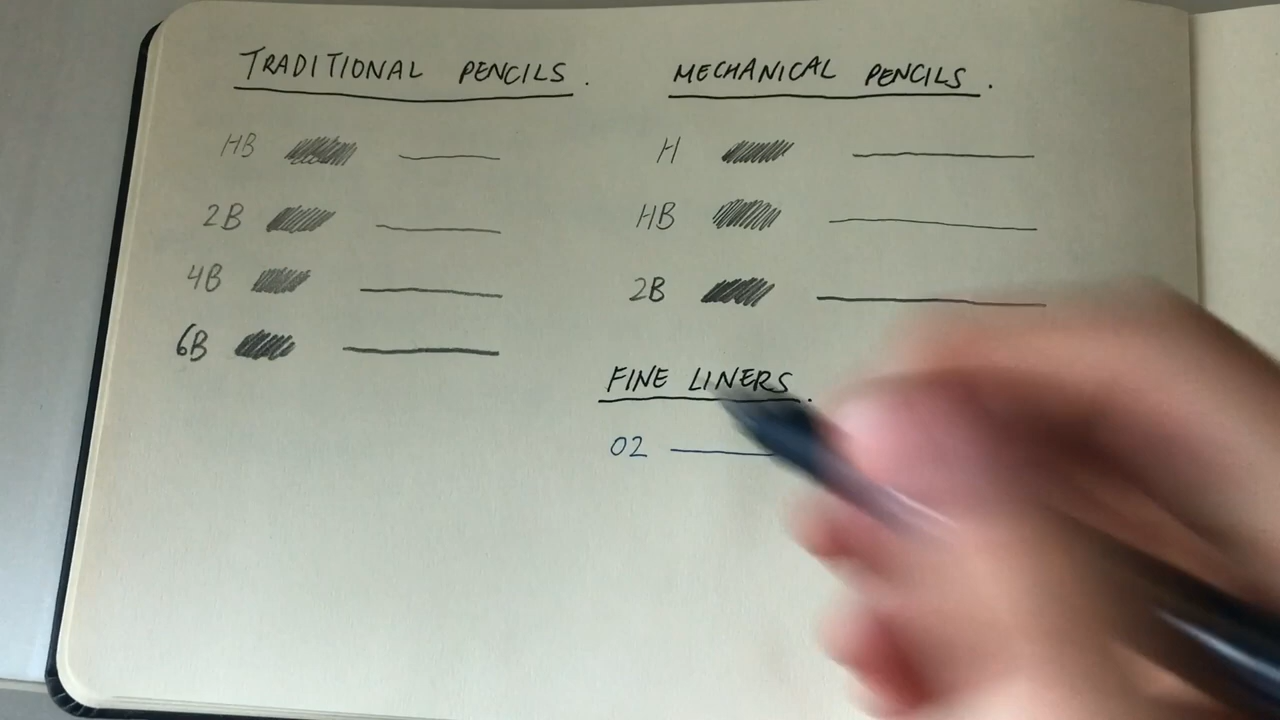 TRADITIONAL PENCILS.
HB
2B
4B
6B
MECHANICAL PENCILS.
H
HB
2B
FINE LINERS.
02